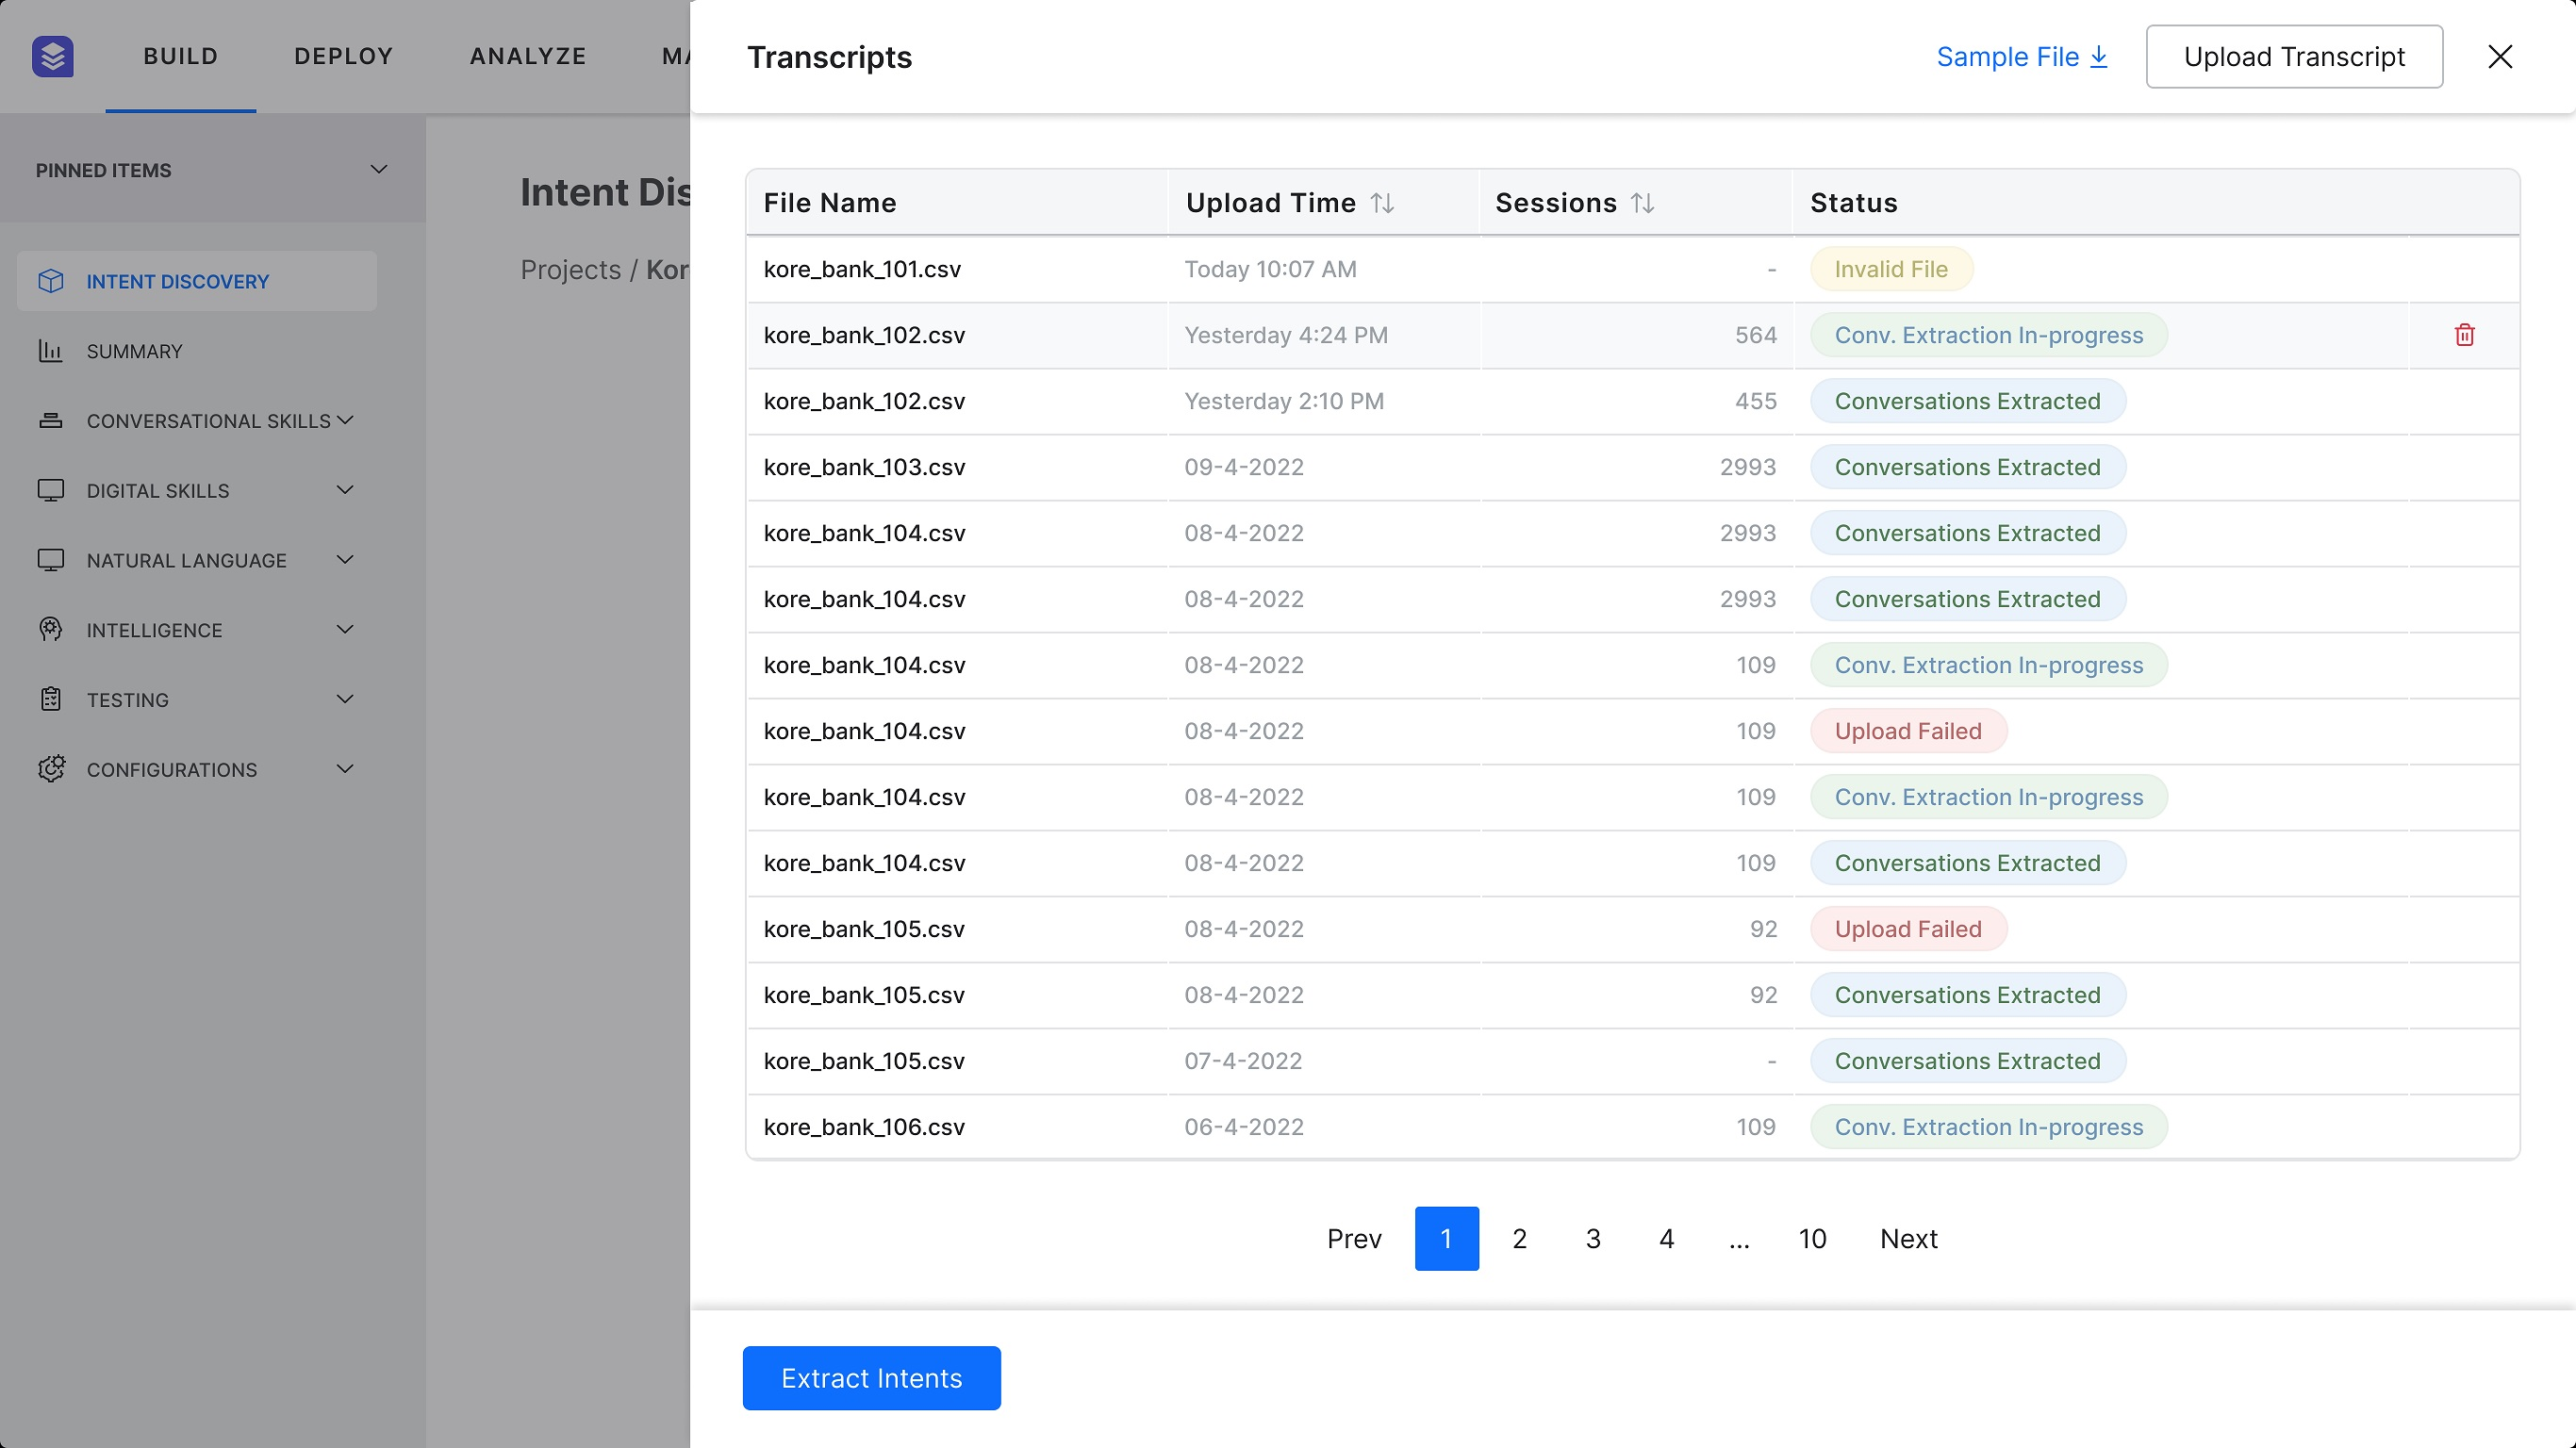 BUILD DEPLOY ANALYZE
Transcripts Sample File Upload Transcript
PINNED ITEMS
INTENT DISCOVERY
SUMMARY
CONVERSATIONAL SKILLS
DIGITAL SKILLS
NATURAL LANGUAGE
INTELLIGENCE
TESTING
CONFIGURATIONS
Intent Dis
Projects / Kor
File Name Upload Time Sessions Status
kore_bank_101.csv Today 10:07 AM - Invalid File
kore_bank_102.csv Yesterday 4:24 PM 564 Conv. Extraction In-progress
kore_bank_102.csv Yesterday 2:10 PM 455 Conversations Extracted
kore_bank_103.csv 09-4-2022 2993 Conversations Extracted
kore_bank_104.csv 08-4-2022 2993 Conversations Extracted
kore_bank_104.csv 08-4-2022 2993 Conversations Extracted
kore_bank_104.csv 08-4-2022 109 Conv. Extraction In-progress
kore_bank_104.csv 08-4-2022 109 Upload Failed
kore_bank_104.csv 08-4-2022 109 Conv. Extraction In-progress
kore_bank_104.csv 08-4-2022 109 Conversations Extracted
kore_bank_105.csv 08-4-2022 92 Upload Failed
kore_bank_105.csv 08-4-2022 92 Conversations Extracted
kore_bank_105.csv 07-4-2022 - Conversations Extracted
kore_bank_106.csv 06-4-2022 109 Conv. Extraction In-progress
Prev 1 2 3 4 ... 10 Next
Extract Intents